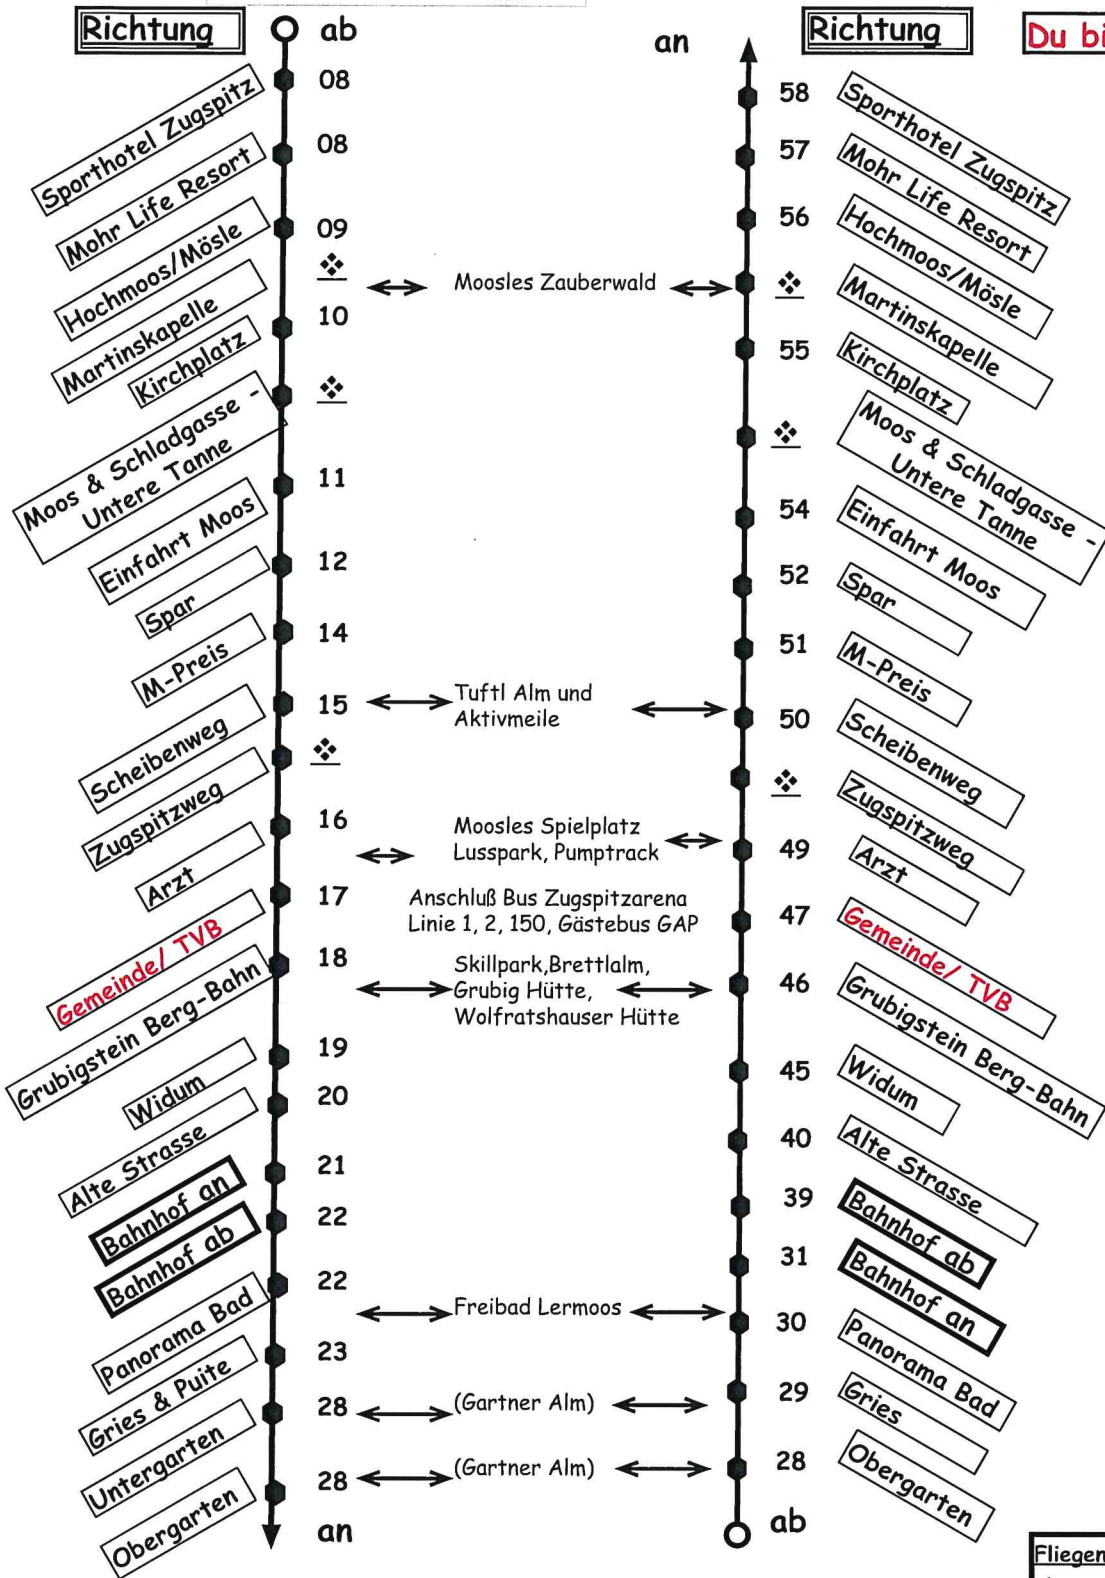 Richtung
ab
08
Sporthotel Zugspitz
08
Mohr Life Resort
09
Hochmoos/Mösle
❖
Martinskapelle
10
Kirchplatz
❖
Moos & Schladgasse -
Untere Tanne
11
Einfahrt Moos
12
Spar
14
M-Preis
15
Scheibenweg
❖
Zugspitzweg
16
Arzt
17
Gemeinde/ TVB
18
Grubigstein Berg-Bahn
19
Widum
20
Alte Strasse
21
Bahnhof an
22
Bahnhof ab
22
Panorama Bad
23
Gries & Puite
28
Untergarten
28
Obergarten
an
Moosles Zauberwald
Tuftl Alm und
Aktivmeile
Moosles Spielplatz
Lusspark, Pumptrack
Anschluß Bus Zugspitzarena
Linie 1, 2, 150, Gästebus GAP
Skillpark,Brettlalm,
Grubig Hütte,
Wolfratshauser Hütte
Freibad Lermoos
(Gartner Alm)
(Gartner Alm)
Richtung
an
58
Sporthotel Zugspitz
57
Mohr Life Resort
56
Hochmoos/Mösle
❖
Martinskapelle
55
Kirchplatz
❖
Moos & Schladgasse -
Untere Tanne
54
Einfahrt Moos
52
Spar
51
M-Preis
50
Scheibenweg
❖
Zugspitzweg
49
Arzt
47
Gemeinde/ TVB
46
Grubigstein Berg-Bahn
45
Widum
40
Alte Strasse
39
Bahnhof ab
31
Bahnhof an
30
Panorama Bad
29
Gries
28
Obergarten
ab
Du bi
Fliegen